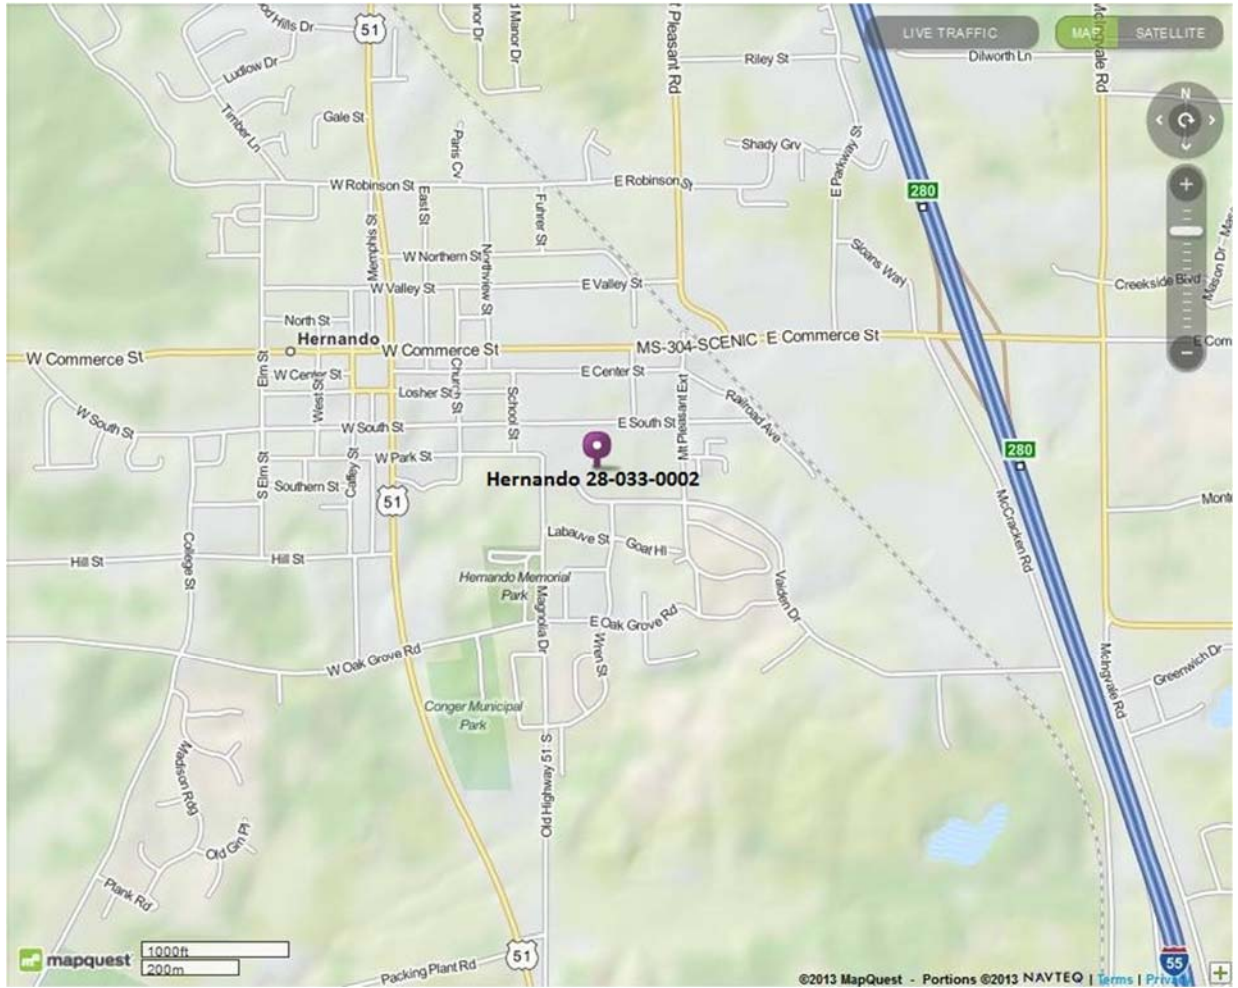 51
LIVE TRAFFIC
MAP
SATELLITE
Ludlow Dr
Riley St
Dilworth Ln
McIngvale Rd
Timber Ln
Gale St
N
Paris Cv
Shady Grv
E Parkway St
W Robinson St
East St
E Robinson St
280
Fuhrer St
Memphis St
W Northern St
Northview St
Sloans Way
W Valley St
E Valley St
Creekside Blvd
Mason Dr
North St
Hernando
W Commerce St
W Commerce St
MS-304-SCENIC
E Commerce St
E Com
Elm St
W Center St
E Center St
West St
Losher St
Church St
School St
Mt Pleasant Ext
Railroad Ave
W South St
W South St
E South St
W Park St
280
S Elm St
Southern St
Caffey St
Hernando 28-033-0002
51
McCracken Rd
Labauve St
Goar Hl
College St
Hill St
Hill St
Hernando Memorial
Park
Magnolia Dr
Vaiden Dr
E Oak Grove Rd
Wren St
W Oak Grove Rd
McIngvale Rd
Greenwich Dr
Conger Municipal
Park
Old Highway 51 S
Madison Rdg
Old Gin Pl
Plank Rd
mapquest
1000ft
200m
Packing Plant Rd
51
55
©2013 MapQuest - Portions ©2013 NAVTEQ | Terms | Priva